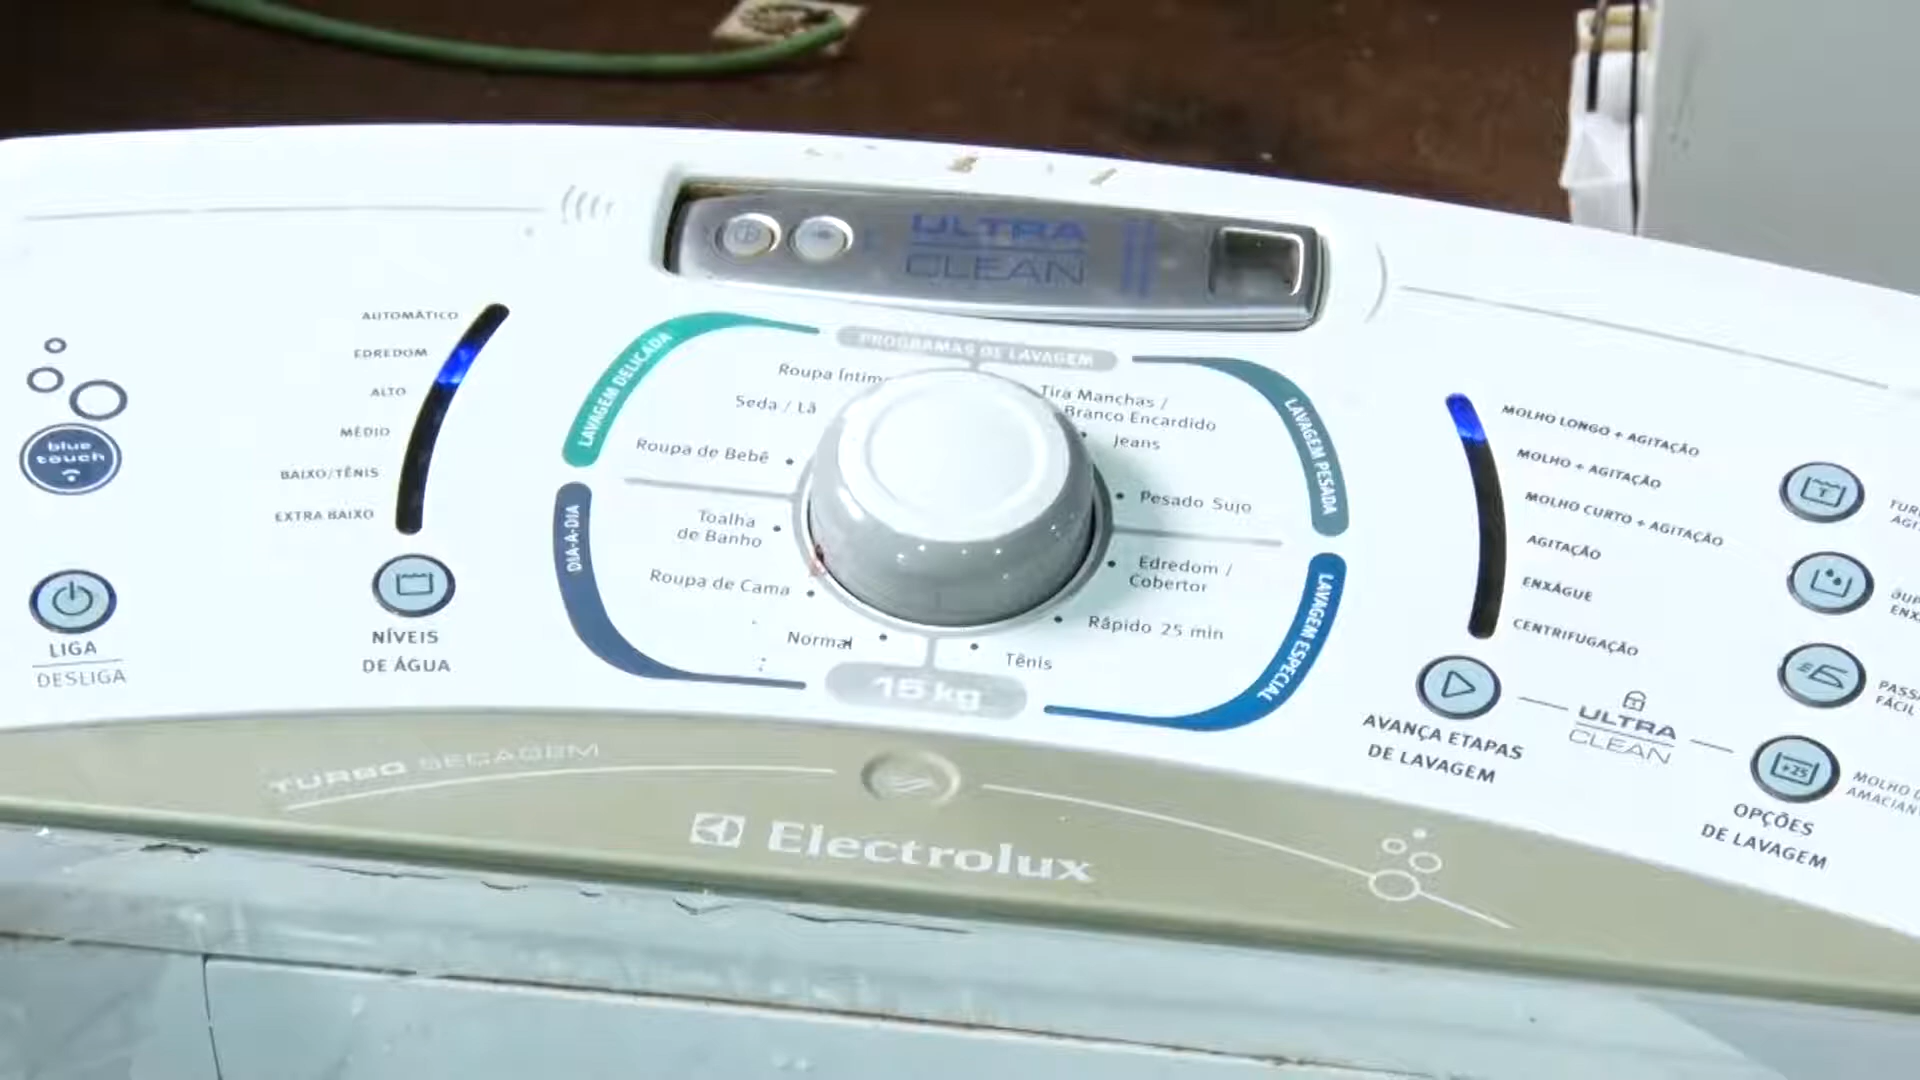 ULTRA
CLEAN
AUTOMÁTICO
EDREDOM
ALTO
MÉDIO
BAIXO/TÊNIS
EXTRA BAIXO
NÍVEIS
DE ÁGUA
blue
touch
LIGA
DESLIGA
PROGRAMAS DE LAVAGEM
LAVAGEM DELICADA
Roupa Íntima
Seda / Lã
Roupa de Bebê
DIA-A-DIA
Toalha
de Banho
Roupa de Cama
Normal
LAVAGEM PESADA
Tira Manchas /
Branco Encardido
Jeans
Pesado Sujo
LAVAGEM ESPECIAL
Edredom /
Cobertor
Rápido 25 min
Tênis
15 kg
MOLHO LONGO + AGITAÇÃO
MOLHO + AGITAÇÃO
MOLHO CURTO + AGITAÇÃO
AGITAÇÃO
ENXÁGUE
CENTRIFUGAÇÃO
AVANÇA ETAPAS
DE LAVAGEM
ULTRA
CLEAN
T
+25
PASSA
FÁCIL
MOLHO
OPÇÕES
DE LAVAGEM
TURBO SECAGEM
Electrolux